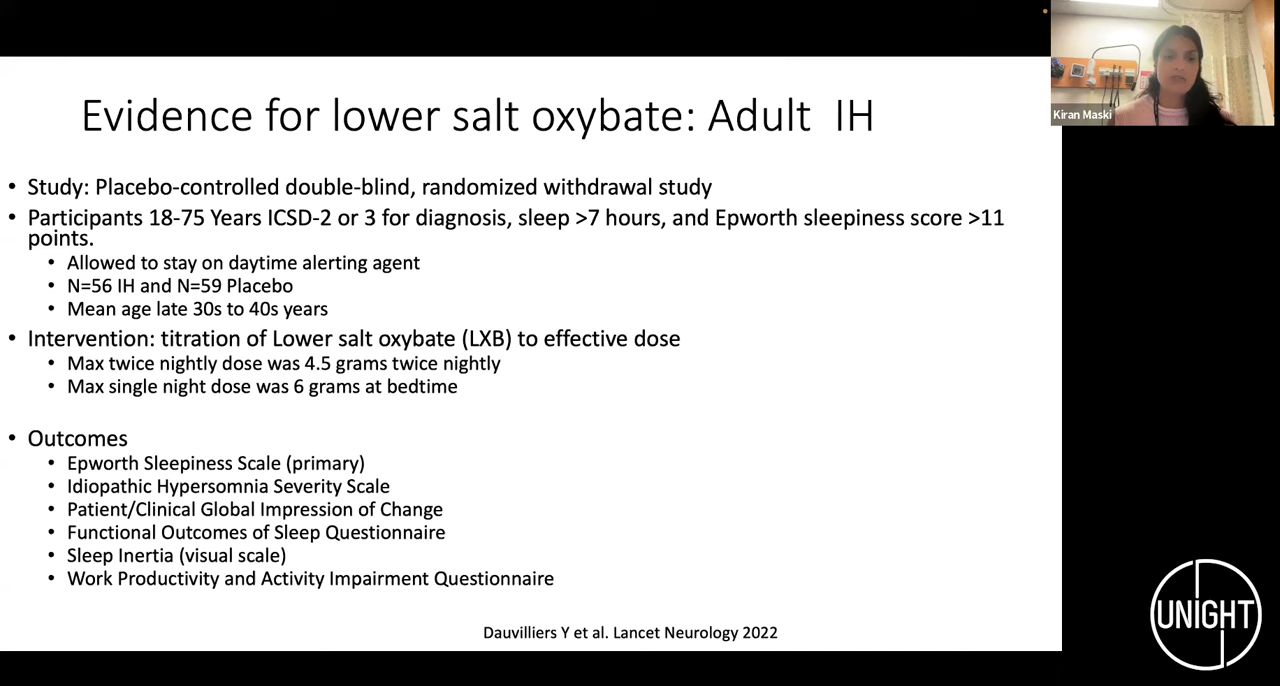 Kiran Maski
Evidence for lower salt oxybate: Adult IH
• Study: Placebo-controlled double-blind, randomized withdrawal study
• Participants 18-75 Years ICSD-2 or 3 for diagnosis, sleep >7 hours, and Epworth sleepiness score >11
points.
• Allowed to stay on daytime alerting agent
• N=56 IH and N=59 Placebo
• Mean age late 30s to 40s years
• Intervention: titration of Lower salt oxybate (LXB) to effective dose
• Max twice nightly dose was 4.5 grams twice nightly
• Max single night dose was 6 grams at bedtime
• Outcomes
• Epworth Sleepiness Scale (primary)
• Idiopathic Hypersomnia Severity Scale
• Patient/Clinical Global Impression of Change
• Functional Outcomes of Sleep Questionnaire
• Sleep Inertia (visual scale)
• Work Productivity and Activity Impairment Questionnaire
Dauvilliers Y et al. Lancet Neurology 2022
UNIGHT